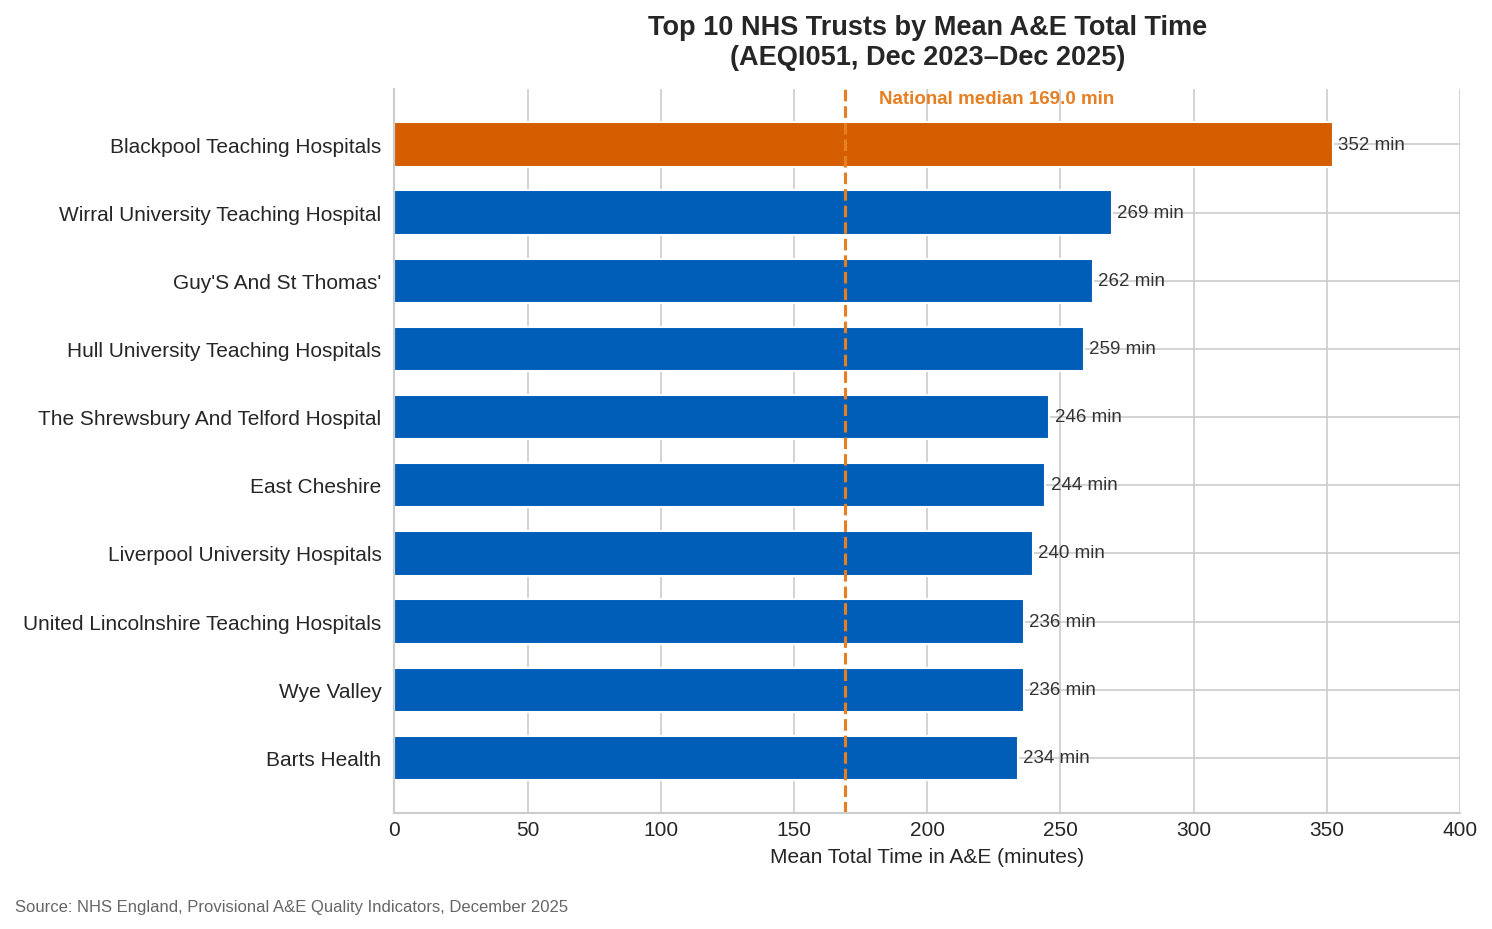 Top 10 NHS Trusts by Mean A&E Total Time
(AEQI051, Dec 2023–Dec 2025)
National median 169.0 min
Blackpool Teaching Hospitals 352 min
Wirral University Teaching Hospital 269 min
Guy'S And St Thomas' 262 min
Hull University Teaching Hospitals 259 min
The Shrewsbury And Telford Hospital 246 min
East Cheshire 244 min
Liverpool University Hospitals 240 min
United Lincolnshire Teaching Hospitals 236 min
Wye Valley 236 min
Barts Health 234 min
0 50 100 150 200 250 300 350 400
Mean Total Time in A&E (minutes)
Source: NHS England, Provisional A&E Quality Indicators, December 2025